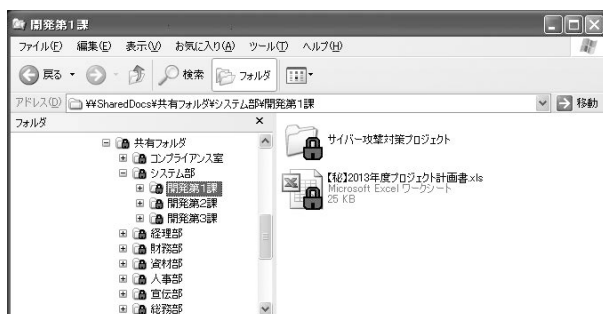 開発第1課
ファイル(F) 編集(E) 表示(V) お気に入り(A) ツール(T) ヘルプ(H)
戻る 検索 フォルダ
アドレス(D) ¥¥SharedDocs¥共有フォルダ¥システム部¥開発第1課 移動
フォルダ
共有フォルダ
コンプライアンス室
システム部
開発第1課
開発第2課
開発第3課
経理部
財務部
資材部
人事部
宣伝部
総務部
サイバー攻撃対策プロジェクト
【秘】2013年度プロジェクト計画書.xls
Microsoft Excel ワークシート
25 KB